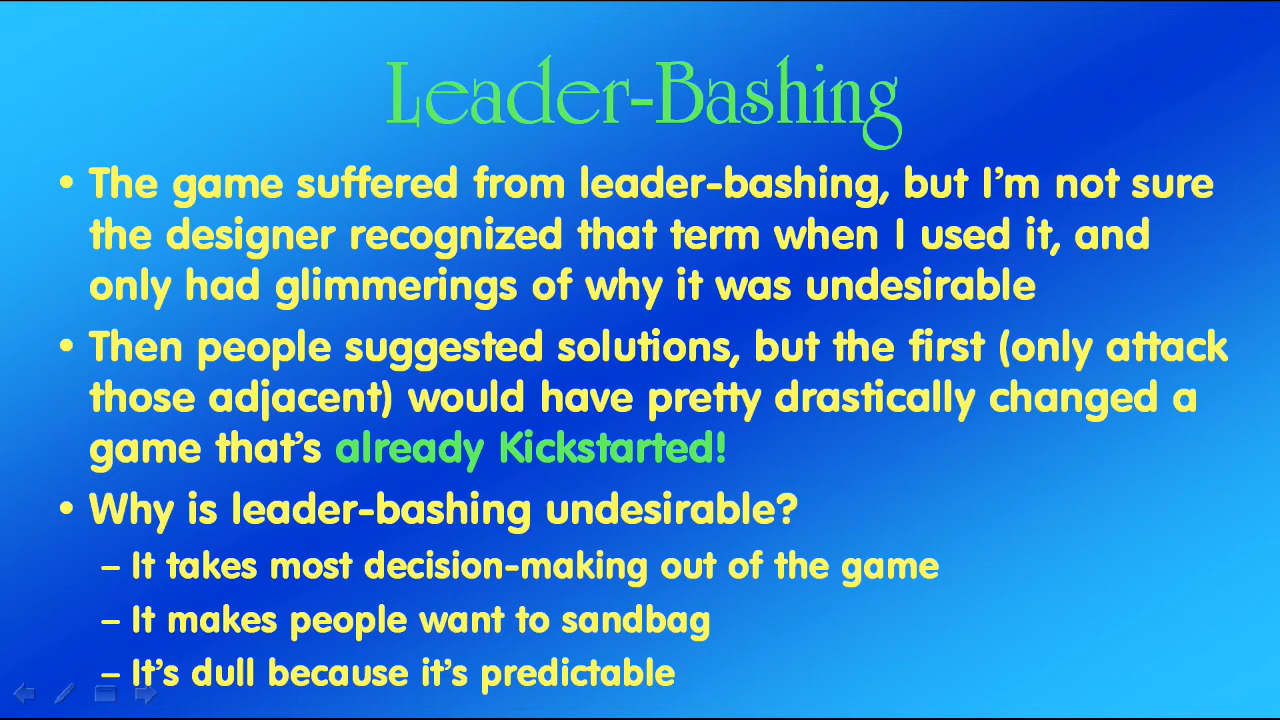 Leader-Bashing
• The game suffered from leader-bashing, but I’m not sure
the designer recognized that term when I used it, and
only had glimmerings of why it was undesirable
• Then people suggested solutions, but the first (only attack
those adjacent) would have pretty drastically changed a
game that’s already Kickstarted!
• Why is leader-bashing undesirable?
– It takes most decision-making out of the game
– It makes people want to sandbag
– It’s dull because it’s predictable